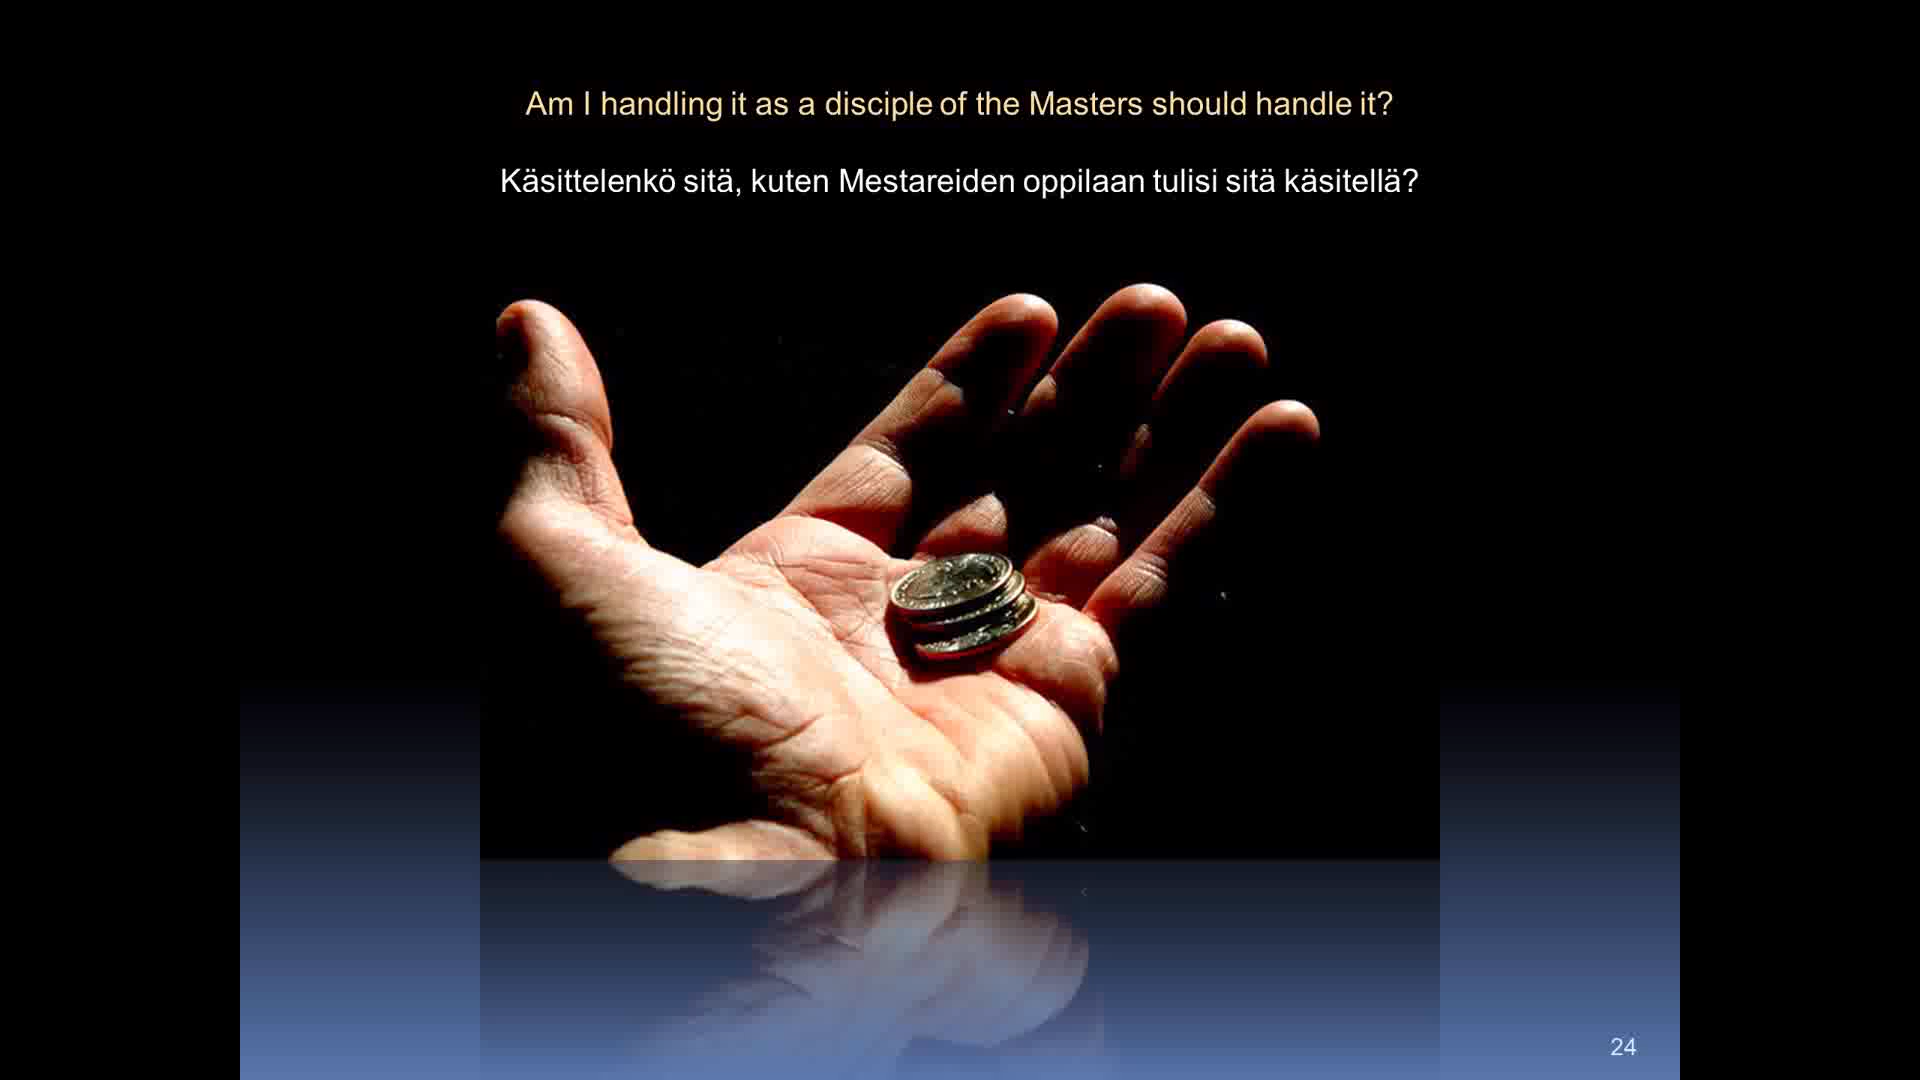 Am I handling it as a disciple of the Masters should handle it?
Käsittelenkö sitä, kuten Mestareiden oppilaan tulisi sitä käsitellä?
24